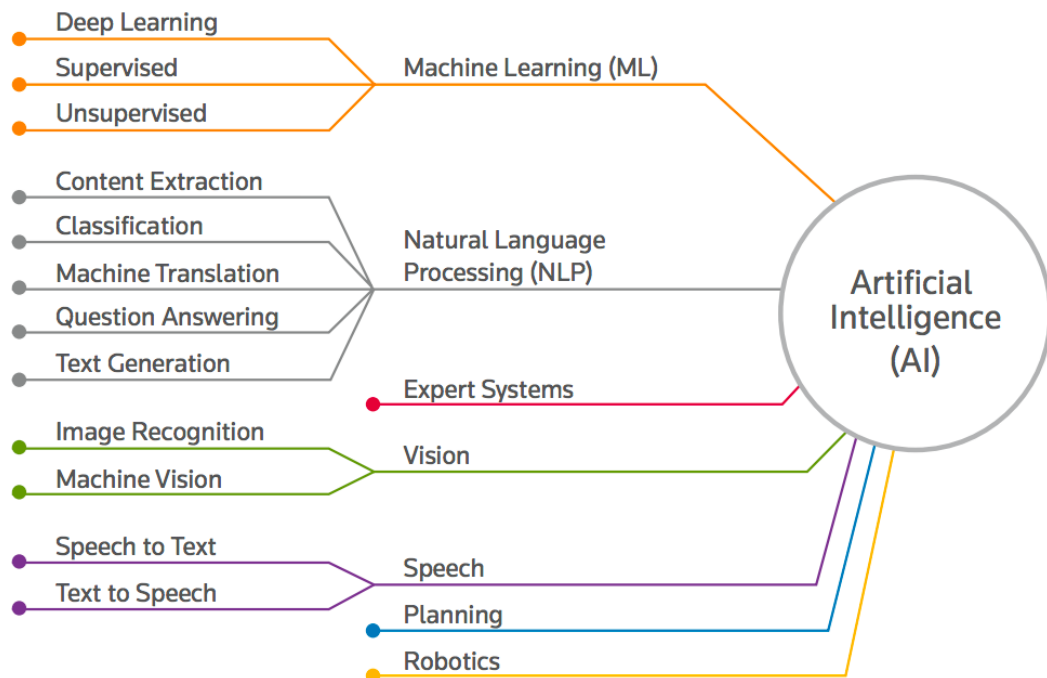 Deep Learning
Supervised
Unsupervised
Machine Learning (ML)
Content Extraction
Classification
Machine Translation
Question Answering
Text Generation
Natural Language
Processing (NLP)
Expert Systems
Image Recognition
Machine Vision
Vision
Speech to Text
Text to Speech
Speech
Planning
Robotics
Artificial
Intelligence
(AI)